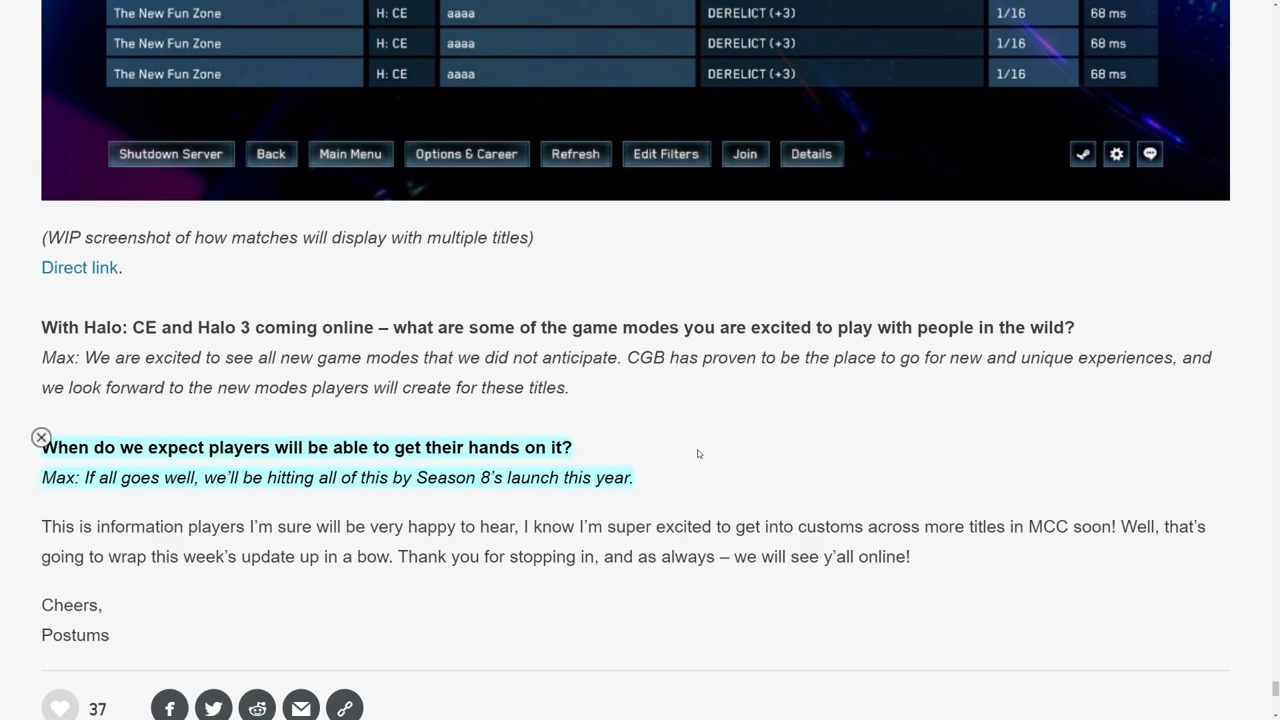 The New Fun Zone H: CE aaaa DERELICT (+3) 1/16 68 ms
The New Fun Zone H: CE aaaa DERELICT (+3) 1/16 68 ms
The New Fun Zone H: CE aaaa DERELICT (+3) 1/16 68 ms
Shutdown Server Back Main Menu Options & Career Refresh Edit Filters Join Details
(WIP screenshot of how matches will display with multiple titles)
Direct link.
With Halo: CE and Halo 3 coming online – what are some of the game modes you are excited to play with people in the wild?
Max: We are excited to see all new game modes that we did not anticipate. CGB has proven to be the place to go for new and unique experiences, and
we look forward to the new modes players will create for these titles.
When do we expect players will be able to get their hands on it?
Max: If all goes well, we’ll be hitting all of this by Season 8’s launch this year.
This is information players I’m sure will be very happy to hear, I know I’m super excited to get into customs across more titles in MCC soon! Well, that’s
going to wrap this week’s update up in a bow. Thank you for stopping in, and as always – we will see y’all online!
Cheers,
Postums
37